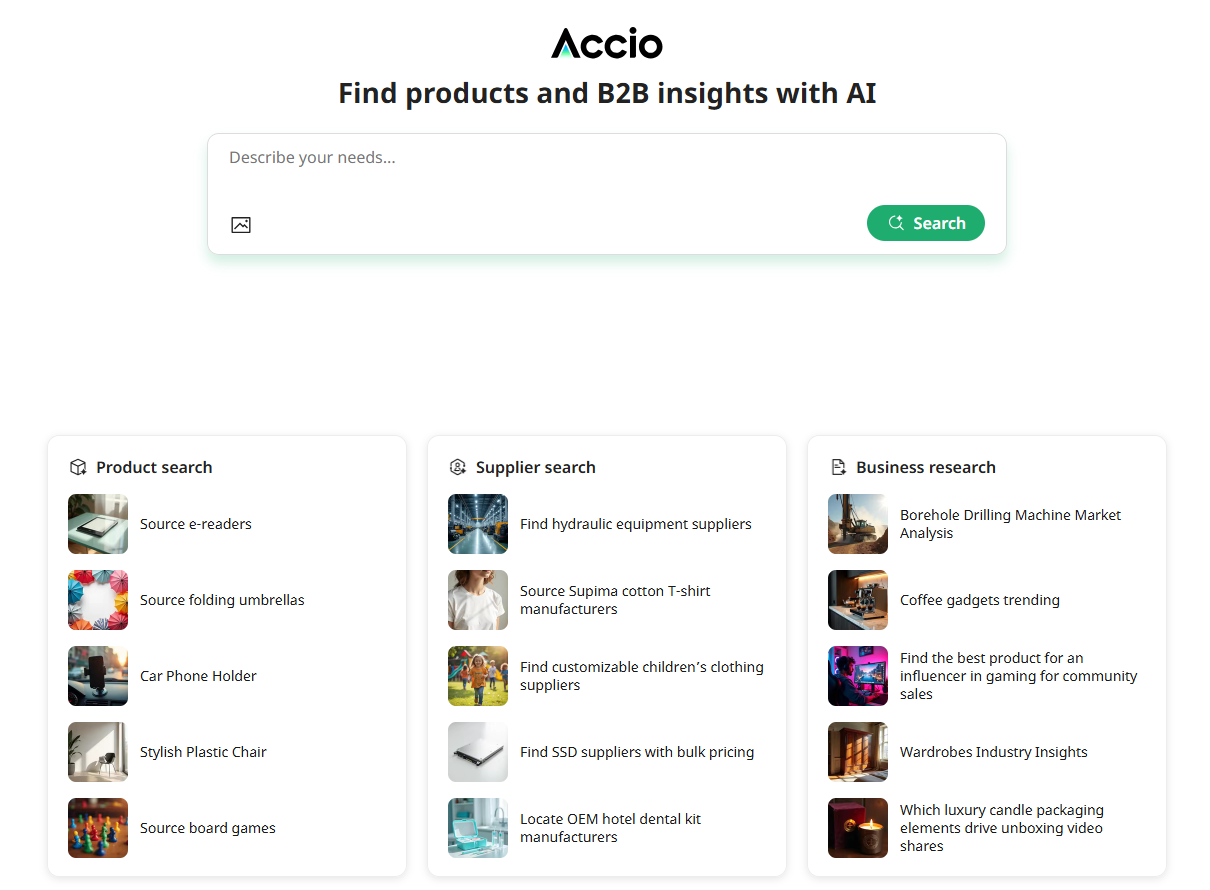 Accio
Find products and B2B insights with AI
Describe your needs...
Search
Product search
Source e-readers
Source folding umbrellas
Car Phone Holder
Stylish Plastic Chair
Source board games
Supplier search
Find hydraulic equipment suppliers
Source Supima cotton T-shirt
manufacturers
Find customizable children’s clothing
suppliers
Find SSD suppliers with bulk pricing
Locate OEM hotel dental kit
manufacturers
Business research
Borehole Drilling Machine Market
Analysis
Coffee gadgets trending
Find the best product for an
influencer in gaming for community
sales
Wardrobes Industry Insights
Which luxury candle packaging
elements drive unboxing video
shares